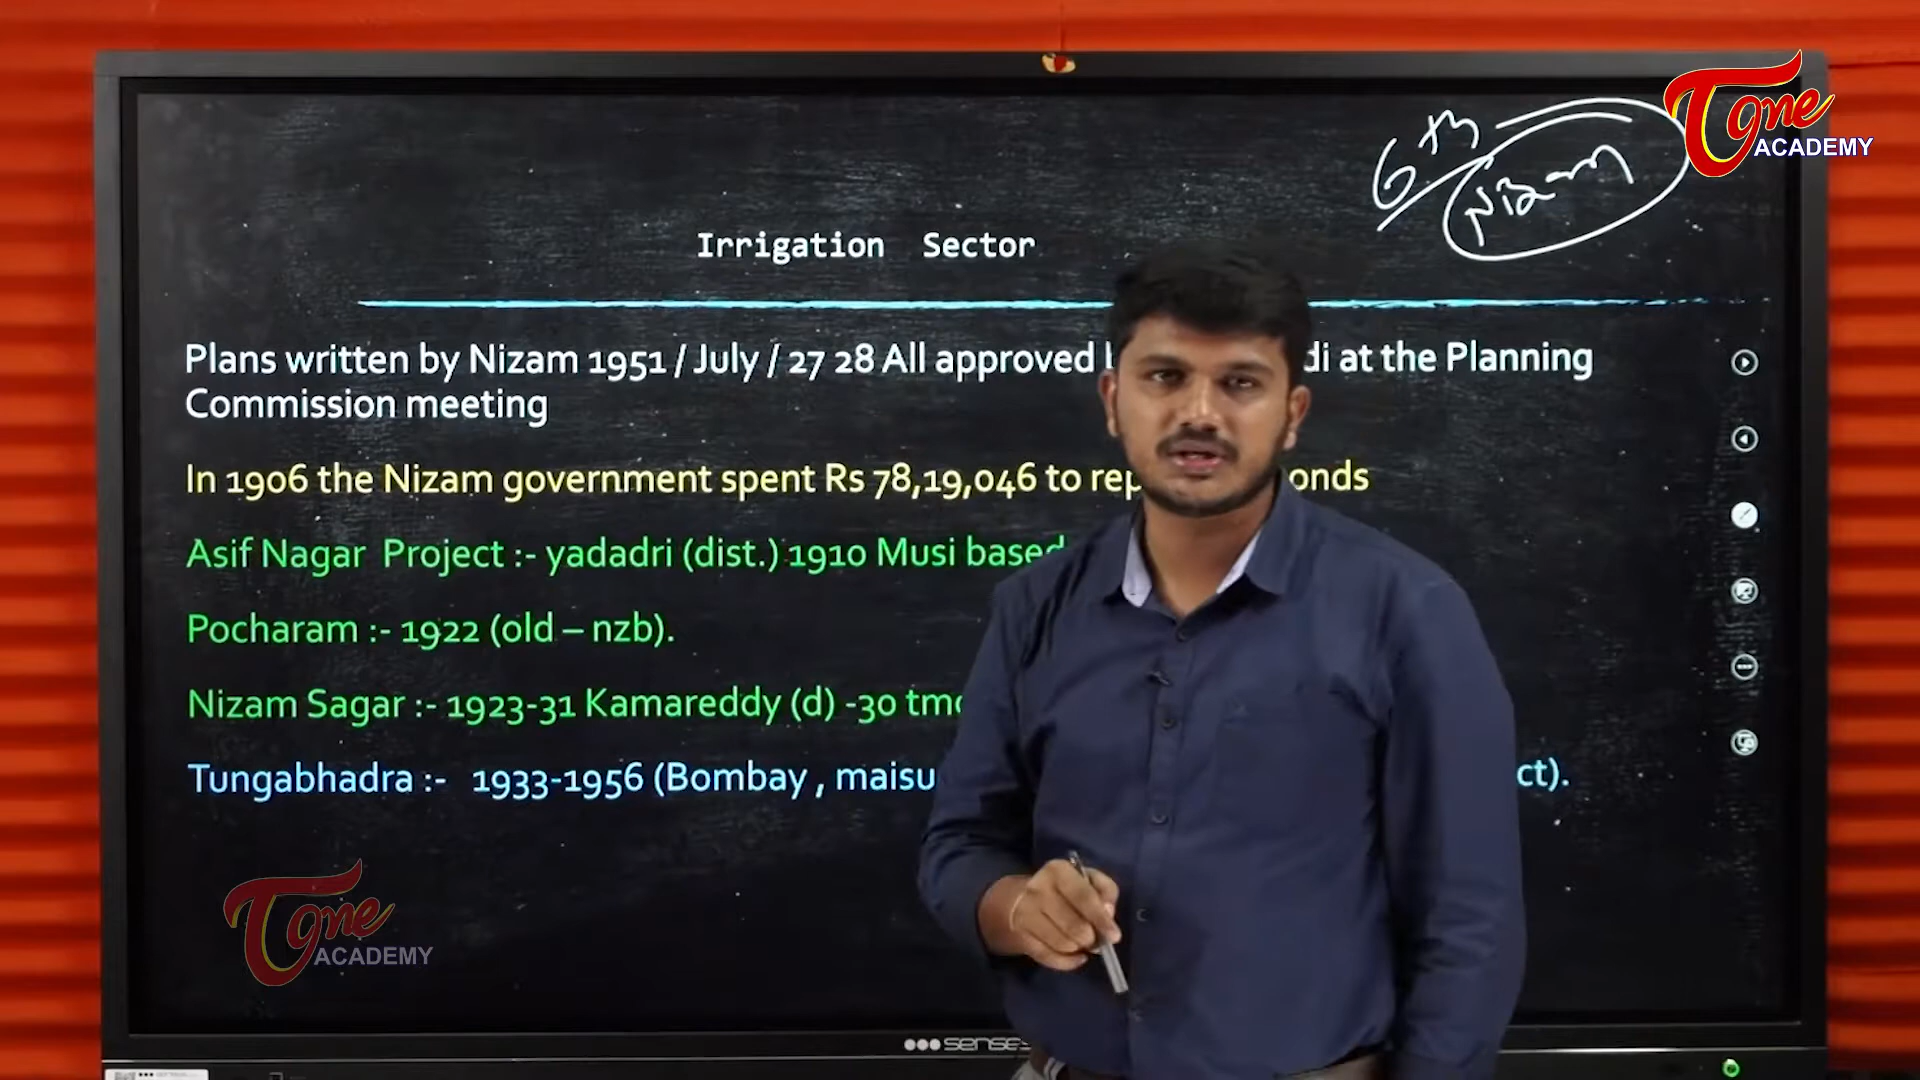 Tone
ACADEMY
6th
Nizam
Irrigation Sector
Plans written by Nizam 1951 / July / 27 28 All approved di at the Planning
Commission meeting
In 1906 the Nizam government spent Rs 78,19,046 to rep onds
Asif Nagar Project :- yadadri (dist.) 1910 Musi based
Pocharam :- 1922 (old – nzb).
Nizam Sagar :- 1923-31 Kamareddy (d) -30 tmc
Tungabhadra :- 1933-1956 (Bombay , maisu ct).
Tone
ACADEMY
senses